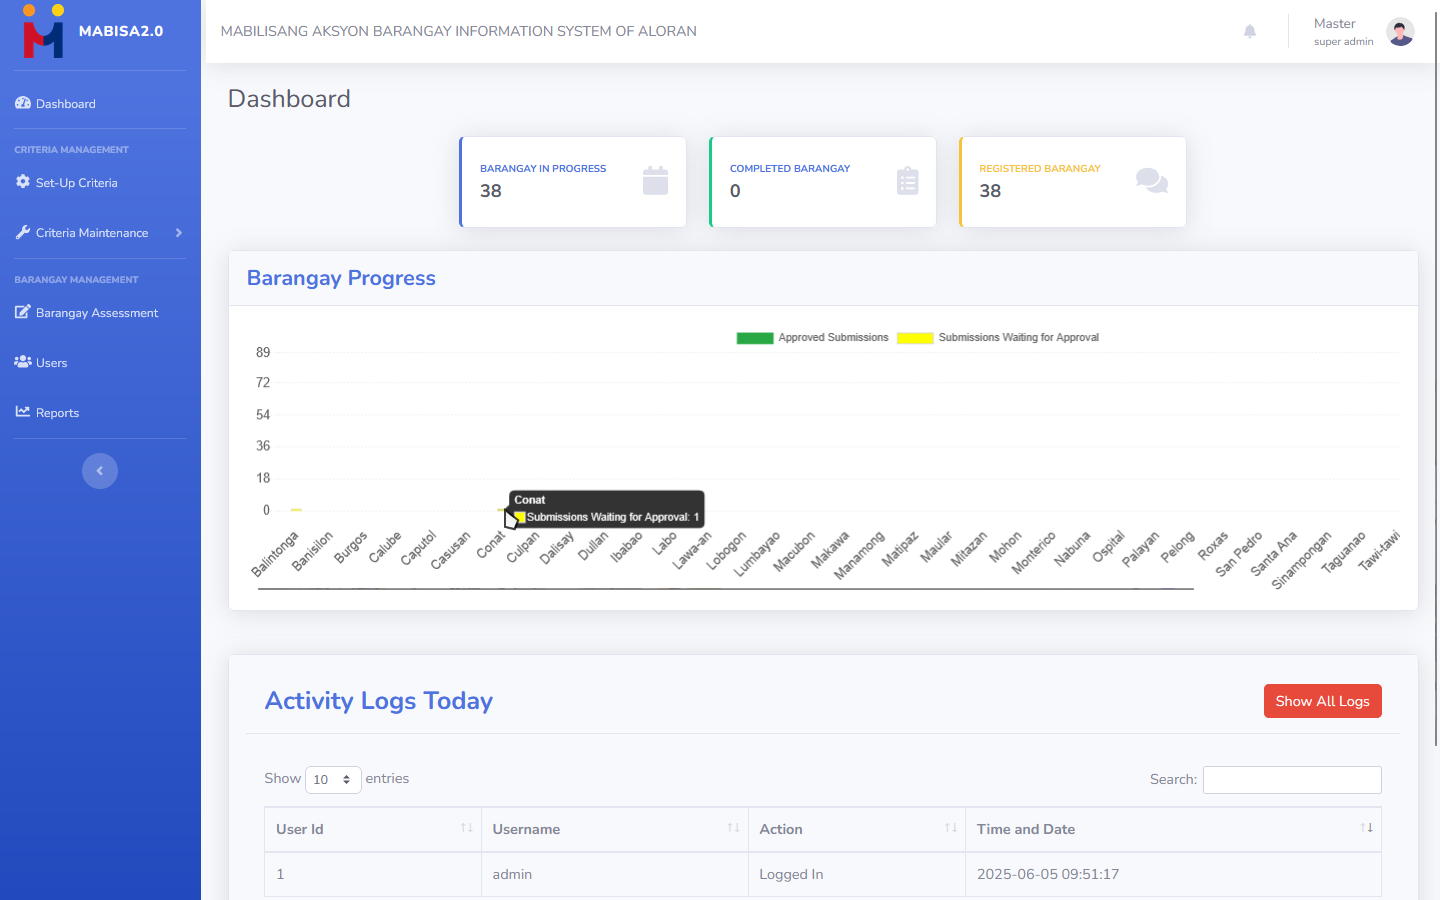 MABISA2.0
MABILISANG AKSYON BARANGAY INFORMATION SYSTEM OF ALORAN
Master
super admin
Dashboard
CRITERIA MANAGEMENT
Set-Up Criteria
Criteria Maintenance
BARANGAY MANAGEMENT
Barangay Assessment
Users
Reports
Dashboard
BARANGAY IN PROGRESS
38
COMPLETED BARANGAY
0
REGISTERED BARANGAY
38
Barangay Progress
Approved Submissions
Submissions Waiting for Approval
89
72
54
36
18
0
Conat
Submissions Waiting for Approval: 1
Balintonga
Banisilon
Burgos
Calube
Caputol
Casusan
Conat
Culpan
Dalisay
Dullan
Ibabao
Labo
Lawa-an
Lobogon
Lumbayao
Macubon
Makawa
Manamong
Matipaz
Maular
Mitazan
Mohon
Monterico
Nabuna
Ospital
Palayan
Pelong
Roxas
San Pedro
Santa Ana
Sinampongan
Taguanao
Tawi-tawi
Activity Logs Today
Show All Logs
Show 10 entries
Search:
User Id
Username
Action
Time and Date
1
admin
Logged In
2025-06-05 09:51:17